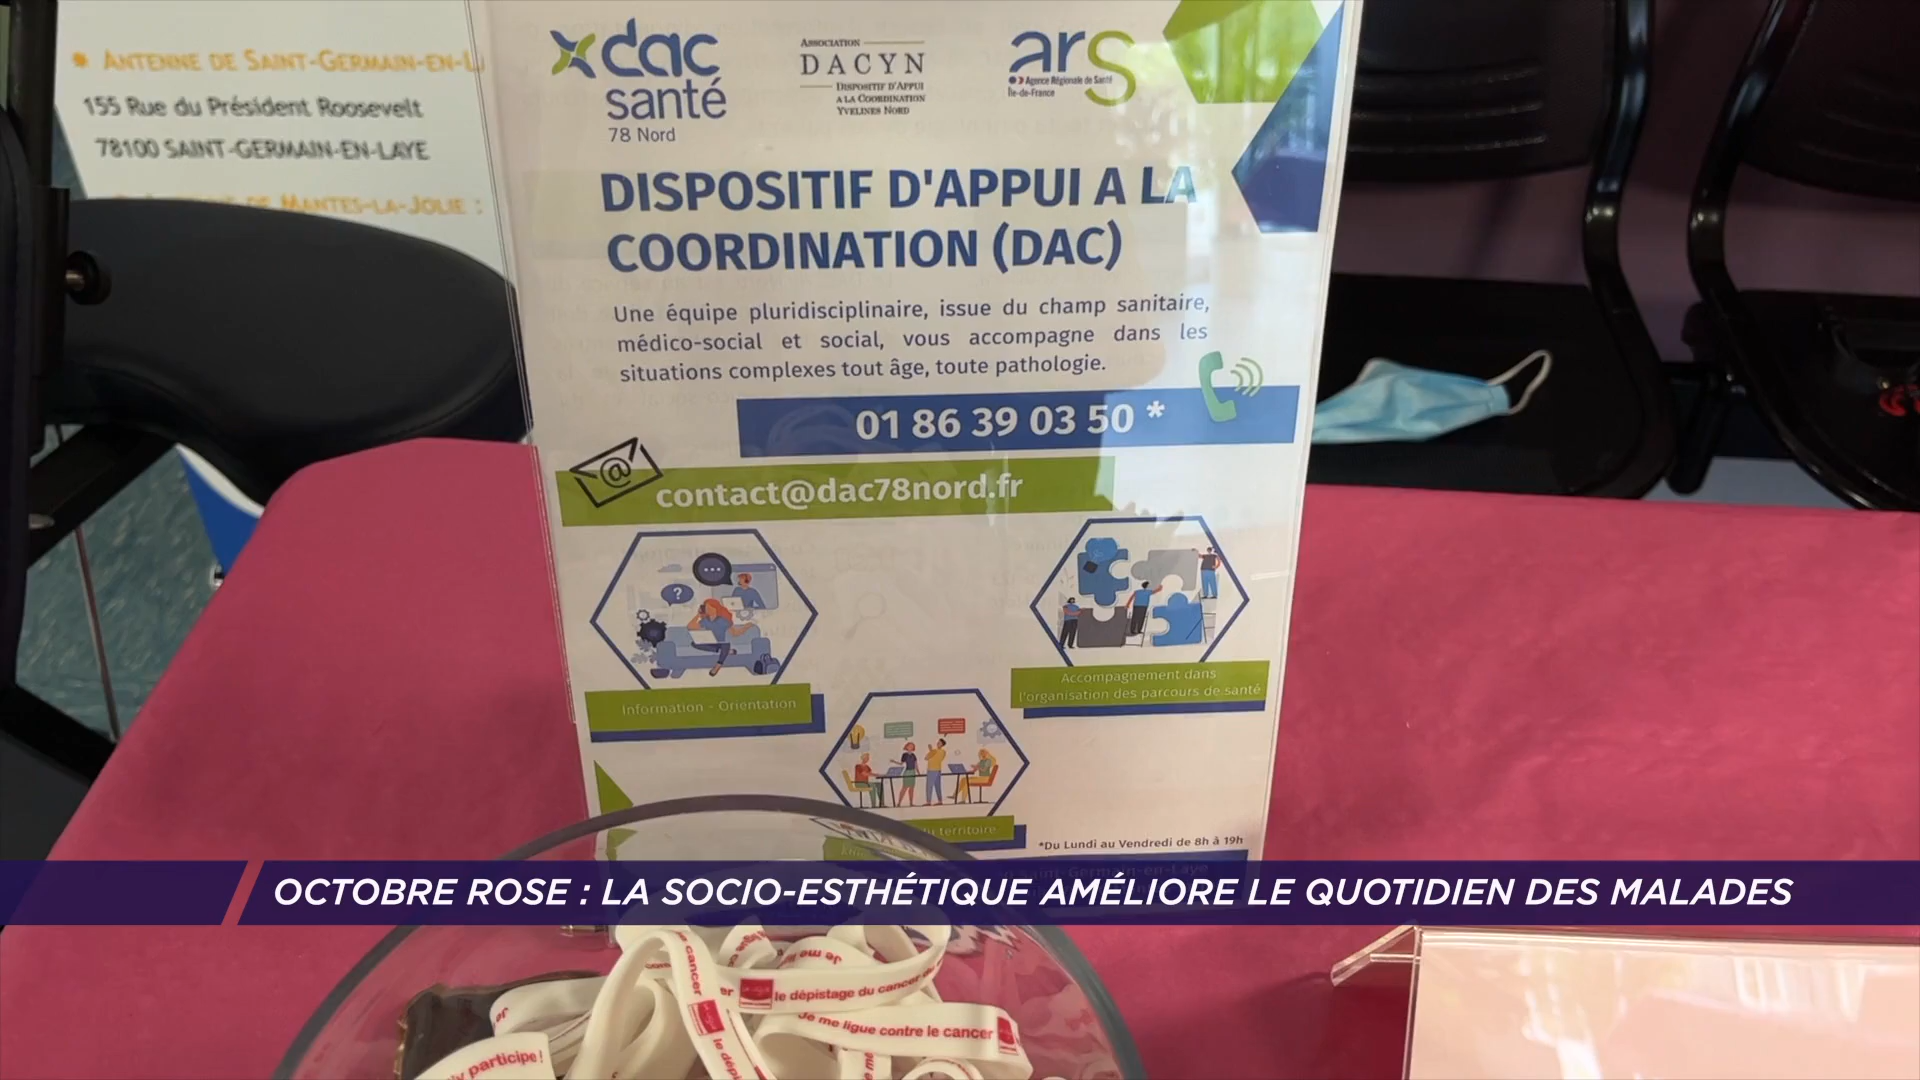 ANTENNE DE SAINT-GERMAIN-EN-L
155 Rue du Président Roosevelt
78100 SAINT-GERMAIN-EN-LAYE
DE MANTES-LA-JOLIE :
dac
santé
78 Nord
ASSOCIATION
DACYN
DISPOSITIF D'APPUI
A LA COORDINATION
YVELINES NORD
ars
Agence Régionale de Santé
Île-de-France
DISPOSITIF D'APPUI A LA
COORDINATION (DAC)
Une équipe pluridisciplinaire, issue du champ sanitaire,
médico-social et social, vous accompagne dans les
situations complexes tout âge, toute pathologie.
01 86 39 03 50 *
contact@dac78nord.fr
Information - Orientation
Accompagnement dans
l'organisation des parcours de santé
territoire
*Du Lundi au Vendredi de 8h à 19h
Saint-Germain-en-Laye
OCTOBRE ROSE : LA SOCIO-ESTHÉTIQUE AMÉLIORE LE QUOTIDIEN DES MALADES
cancer
le dépistage du cancer
Je me ligue contre le cancer
participe !